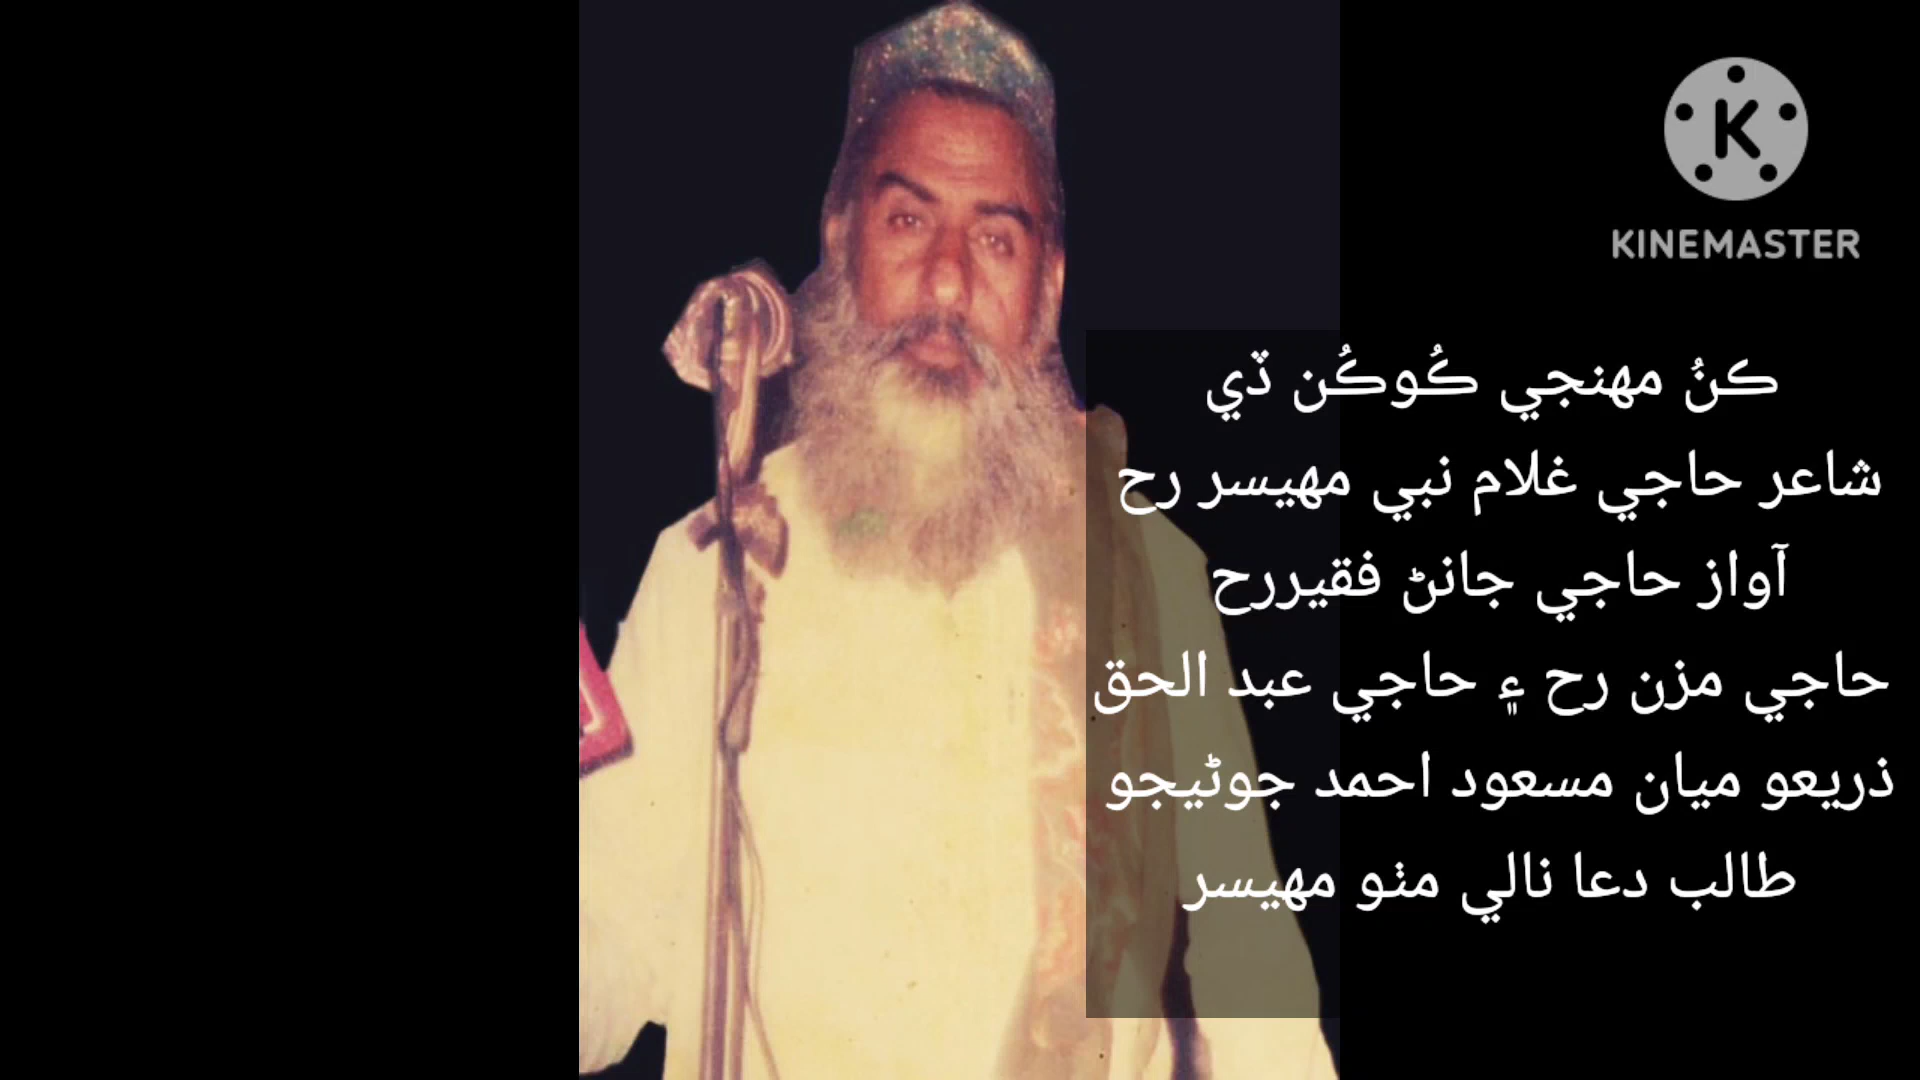 KINEMASTER
ڪنُ مهنجي ڪُوڪُن ڏي
شاعر حاجي غلام نبي مهيسر رح
آواز حاجي جانڻ فقيررح
حاجي مزن رح ۽ حاجي عبد الحق
ذريعو ميان مسعود احمد جوڻيجو
طالب دعا نالي مٺو مهيسر